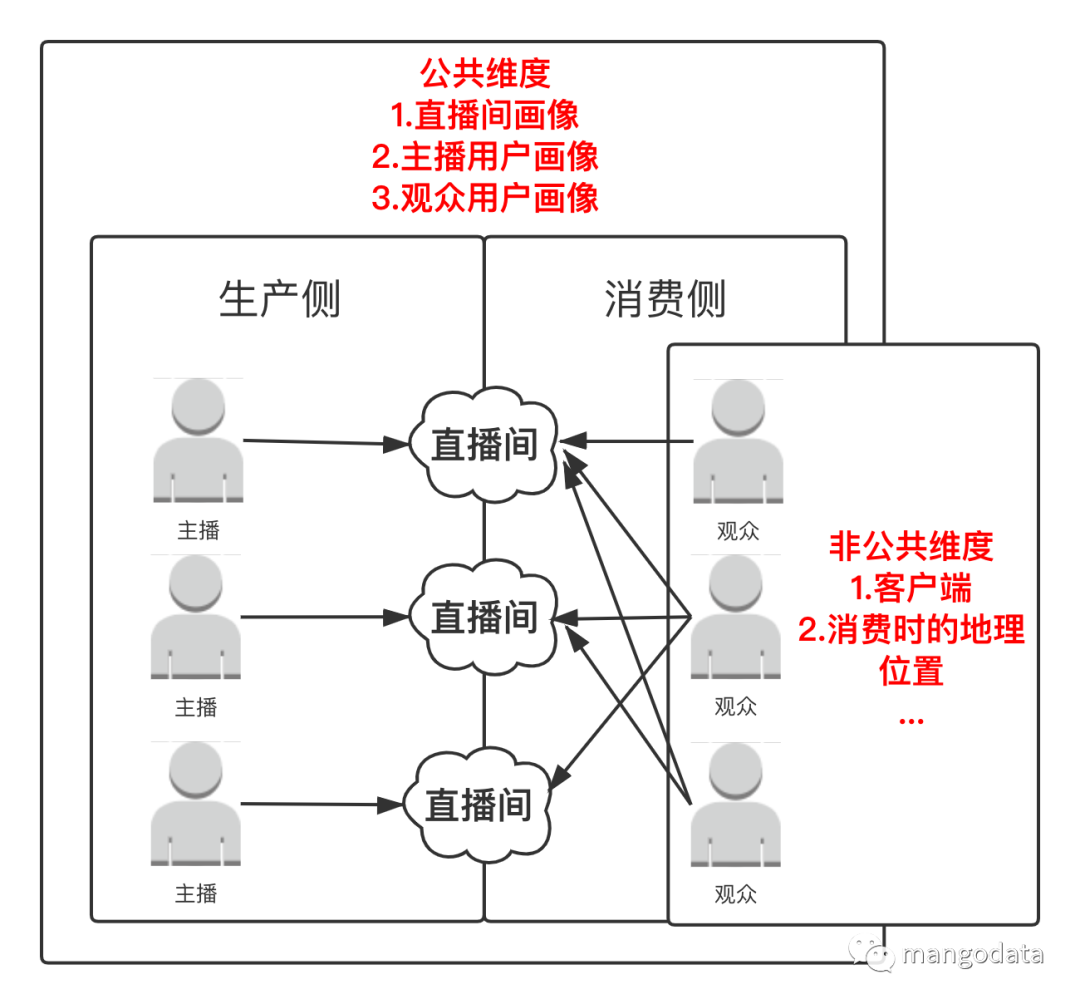 公共维度
1.直播间画像
2.主播用户画像
3.观众用户画像
生产侧
消费侧
直播间
主播
观众
直播间
主播
观众
直播间
主播
观众
非公共维度
1.客户端
2.消费时的地理
位置
...
mangodata